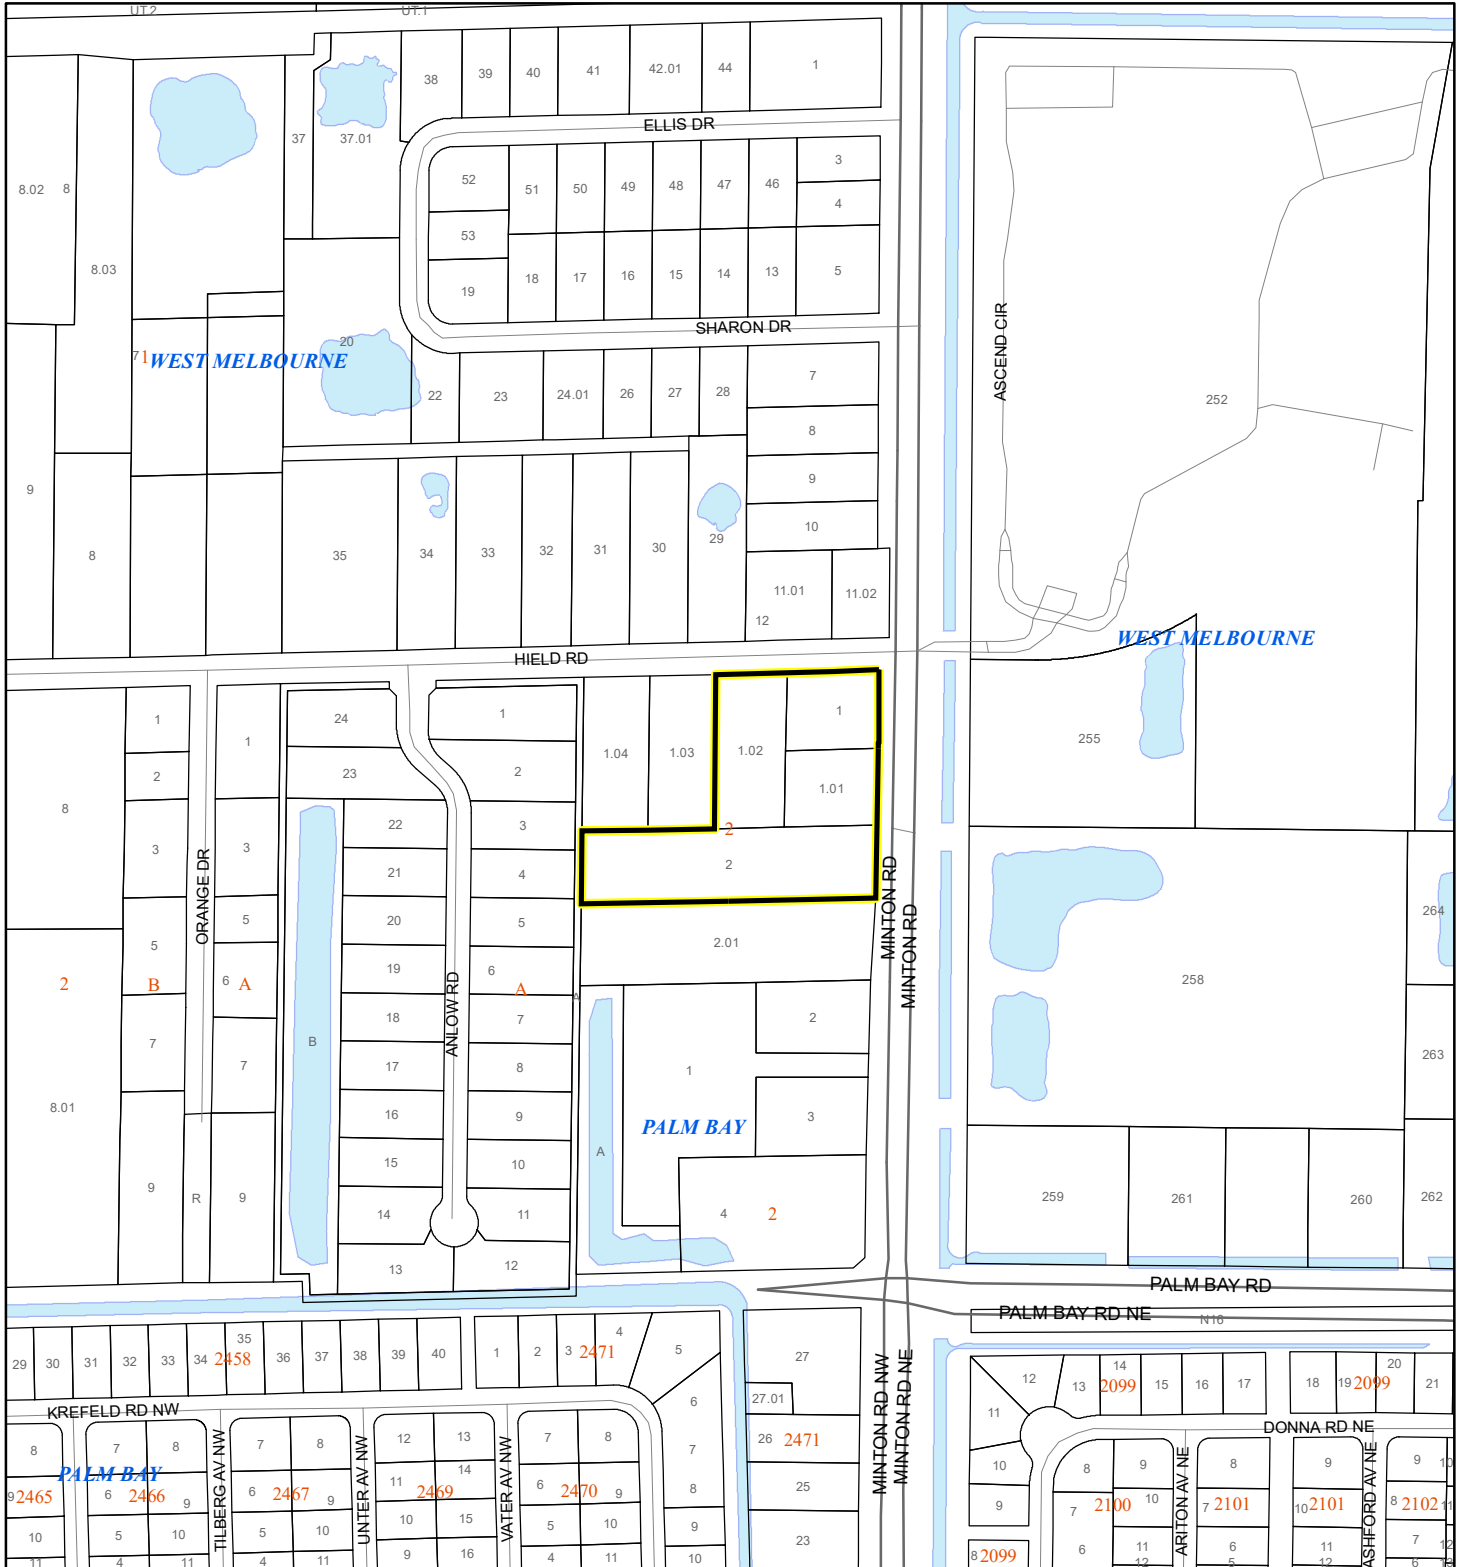 UT.2 UT.1
38 39 40 41 42.01 44 1
ELLIS DR
37 37.01
8.02 8
52 51 50 49 48 47 46 3
4
53
8.03
19 18 17 16 15 14 13 5
SHARON DR
ASCEND CIR
252
7 1 WEST MELBOURNE
20
22 23 24.01 26 27 28 7
8
9
9
10
8
35 34 33 32 31 30 29
11.01 11.02
12
WEST MELBOURNE
HIELD RD
24 1 1
1 1
1.04 1.03 1.02
255
2 23 2
1.01
8
22 3
2
3 3
ORANGE DR
21 4
2
MINTON RD
MINTON RD
264
5
20 5
5
2.01
2 B 6 A
19 6 A
A
258
ANLOW RD
18 7
2
7 7
B
17 8
1
263
8.01
16 9
3
PALM BAY
A
15 10
9 R 9
259 261 260 262
14 11
4 2
13 12
PALM BAY RD
PALM BAY RD NE
N16
29 30 31 32 33 34 35 2458 36 37 38 39 40 1 2 3 2471 4 5
27
MINTON RD NW
MINTON RD NE
12 13 14 2099 15 16 17 18 19 2099 20 21
27.01
6
11
KREFELD RD NW
DONNA RD NE
26 2471
8 7 8 7 8 12 13 7 8 7
PALM BAY
10 8 9 8 9 9 10
9 2465 6 2466 9 6 2467 9 11 2469 14 6 2470 9 8
25
9 7 2100 10 7 2101 10 2101 8 2102 11
TILBERG AV NW
UNTER AV NW
VATER AV NW
ARITON AV NE
ASHFORD AV NE
10 5 10 5 10 10 15 5 10 9
23
8 2099 6 11 6 9 7 12
11 4 11 4 11 9 16 4 11 10
12 5 8 6